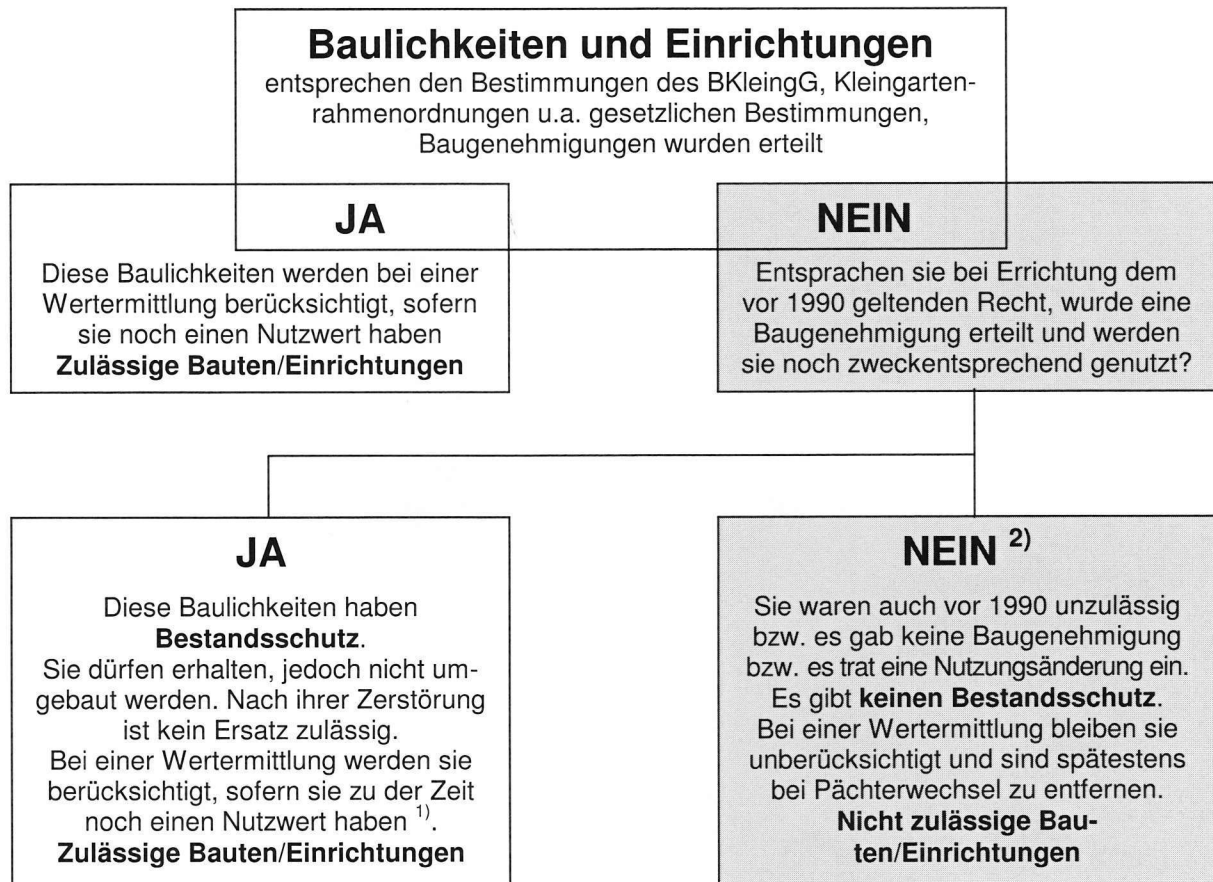 Baulichkeiten und Einrichtungen
entsprechen den Bestimmungen des BKleingG, Kleingarten-
rahmenordnungen u.a. gesetzlichen Bestimmungen,
Baugenehmigungen wurden erteilt
JA
Diese Baulichkeiten werden bei einer
Wertermittlung berücksichtigt, sofern
sie noch einen Nutzwert haben
Zulässige Bauten/Einrichtungen
NEIN
Entsprachen sie bei Errichtung dem
vor 1990 geltenden Recht, wurde eine
Baugenehmigung erteilt und werden
sie noch zweckentsprechend genutzt?
JA
Diese Baulichkeiten haben
Bestandsschutz.
Sie dürfen erhalten, jedoch nicht um-
gebaut werden. Nach ihrer Zerstörung
ist kein Ersatz zulässig.
Bei einer Wertermittlung werden sie
berücksichtigt, sofern sie zu der Zeit
noch einen Nutzwert haben 1).
Zulässige Bauten/Einrichtungen
NEIN 2)
Sie waren auch vor 1990 unzulässig
bzw. es gab keine Baugenehmigung
bzw. es trat eine Nutzungsänderung ein.
Es gibt keinen Bestandsschutz.
Bei einer Wertermittlung bleiben sie
unberücksichtigt und sind spätestens
bei Pächterwechsel zu entfernen.
Nicht zulässige Bau-
ten/Einrichtungen